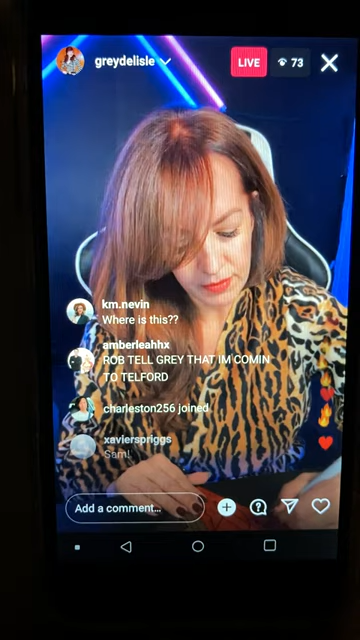 greydelisle
LIVE
73
km.nevin
Where is this??
amberleahhx
ROB TELL GREY THAT IM COMIN
TO TELFORD
charleston256 joined
xavierspriggs
Sam!
Add a comment...